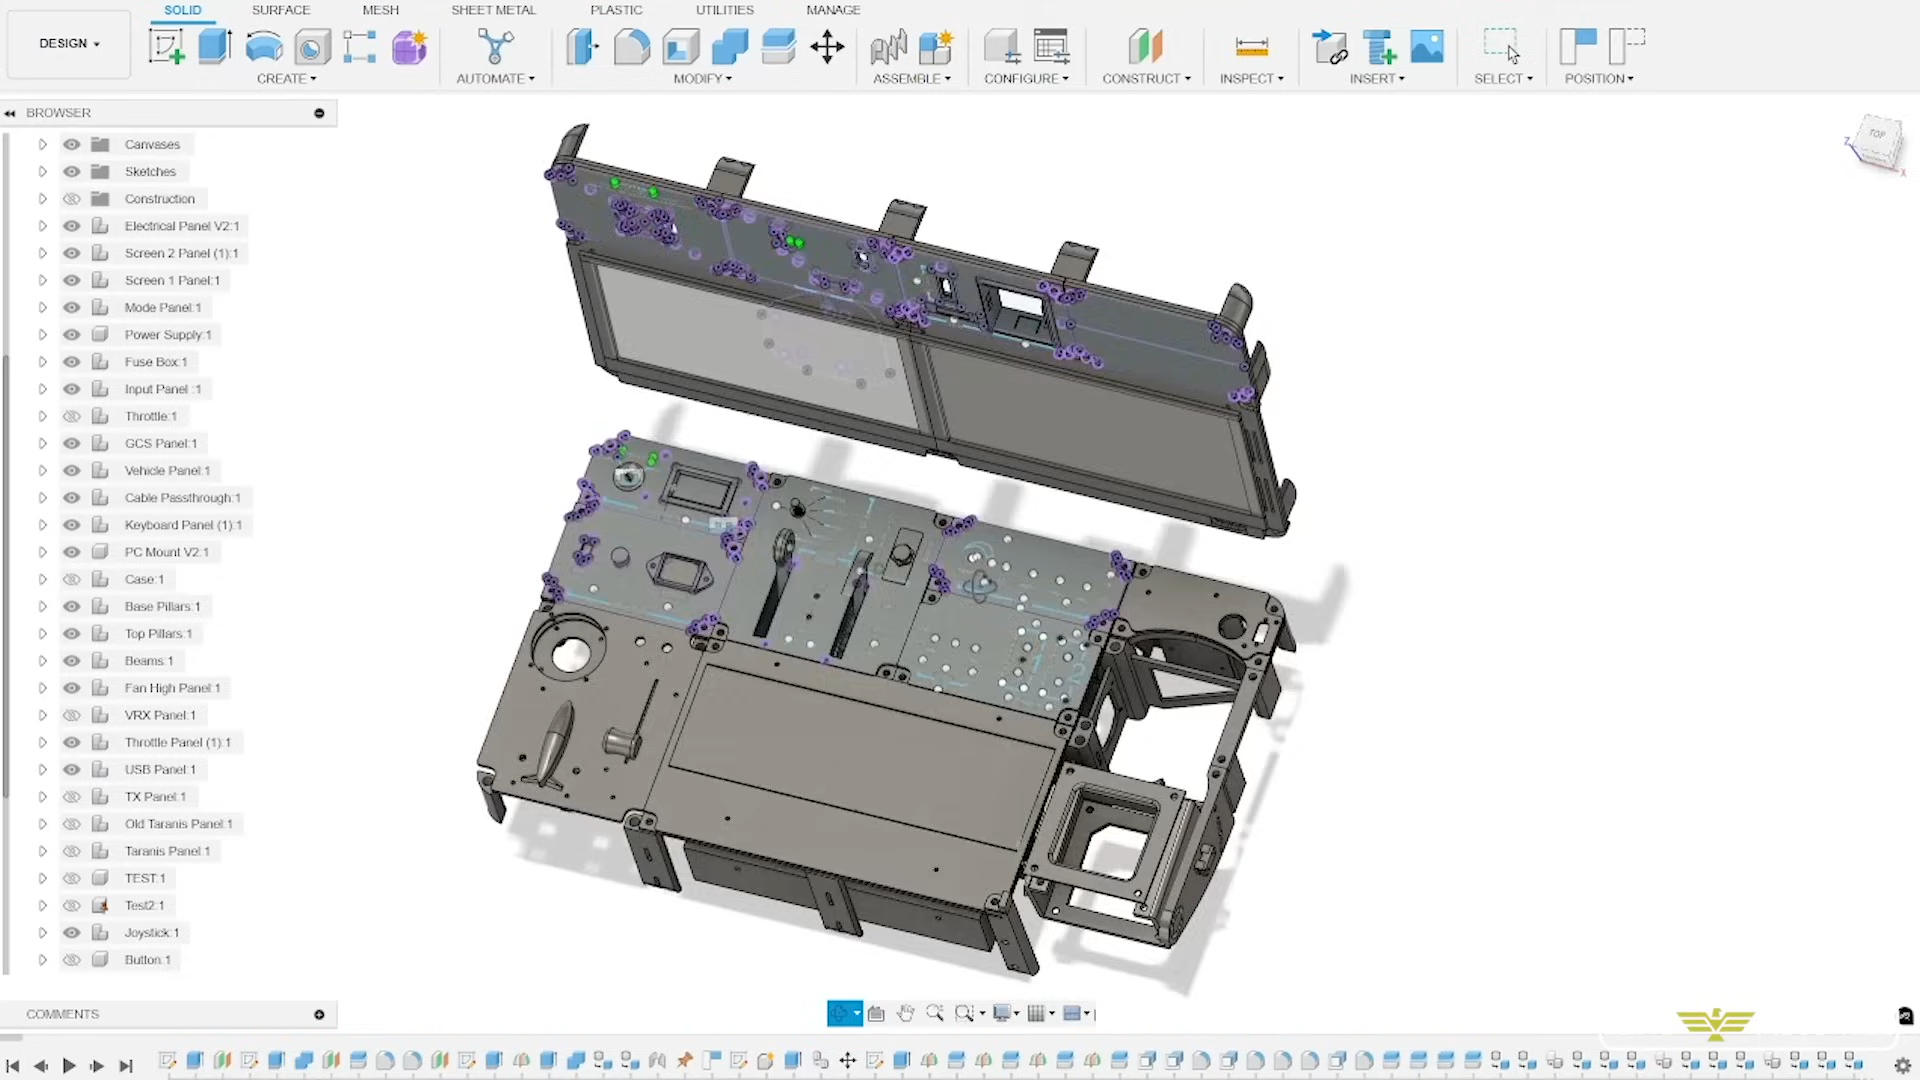 SOLID SURFACE MESH SHEET METAL PLASTIC UTILITIES MANAGE
DESIGN
CREATE AUTOMATE MODIFY ASSEMBLE CONFIGURE CONSTRUCT INSPECT INSERT SELECT POSITION
BROWSER
Canvases
Sketches
Construction
Electrical Panel V2:1
Screen 2 Panel (1):1
Screen 1 Panel:1
Mode Panel:1
Power Supply:1
Fuse Box:1
Input Panel :1
Throttle:1
GCS Panel:1
Vehicle Panel:1
Cable Passthrough:1
Keyboard Panel (1):1
PC Mount V2:1
Case:1
Base Pillars:1
Top Pillars:1
Beams:1
Fan High Panel:1
VRX Panel:1
Throttle Panel (1):1
USB Panel:1
TX Panel:1
Old Taranis Panel:1
Taranis Panel:1
TEST:1
Test2:1
Joystick:1
Button:1
COMMENTS
TOP
Z
X